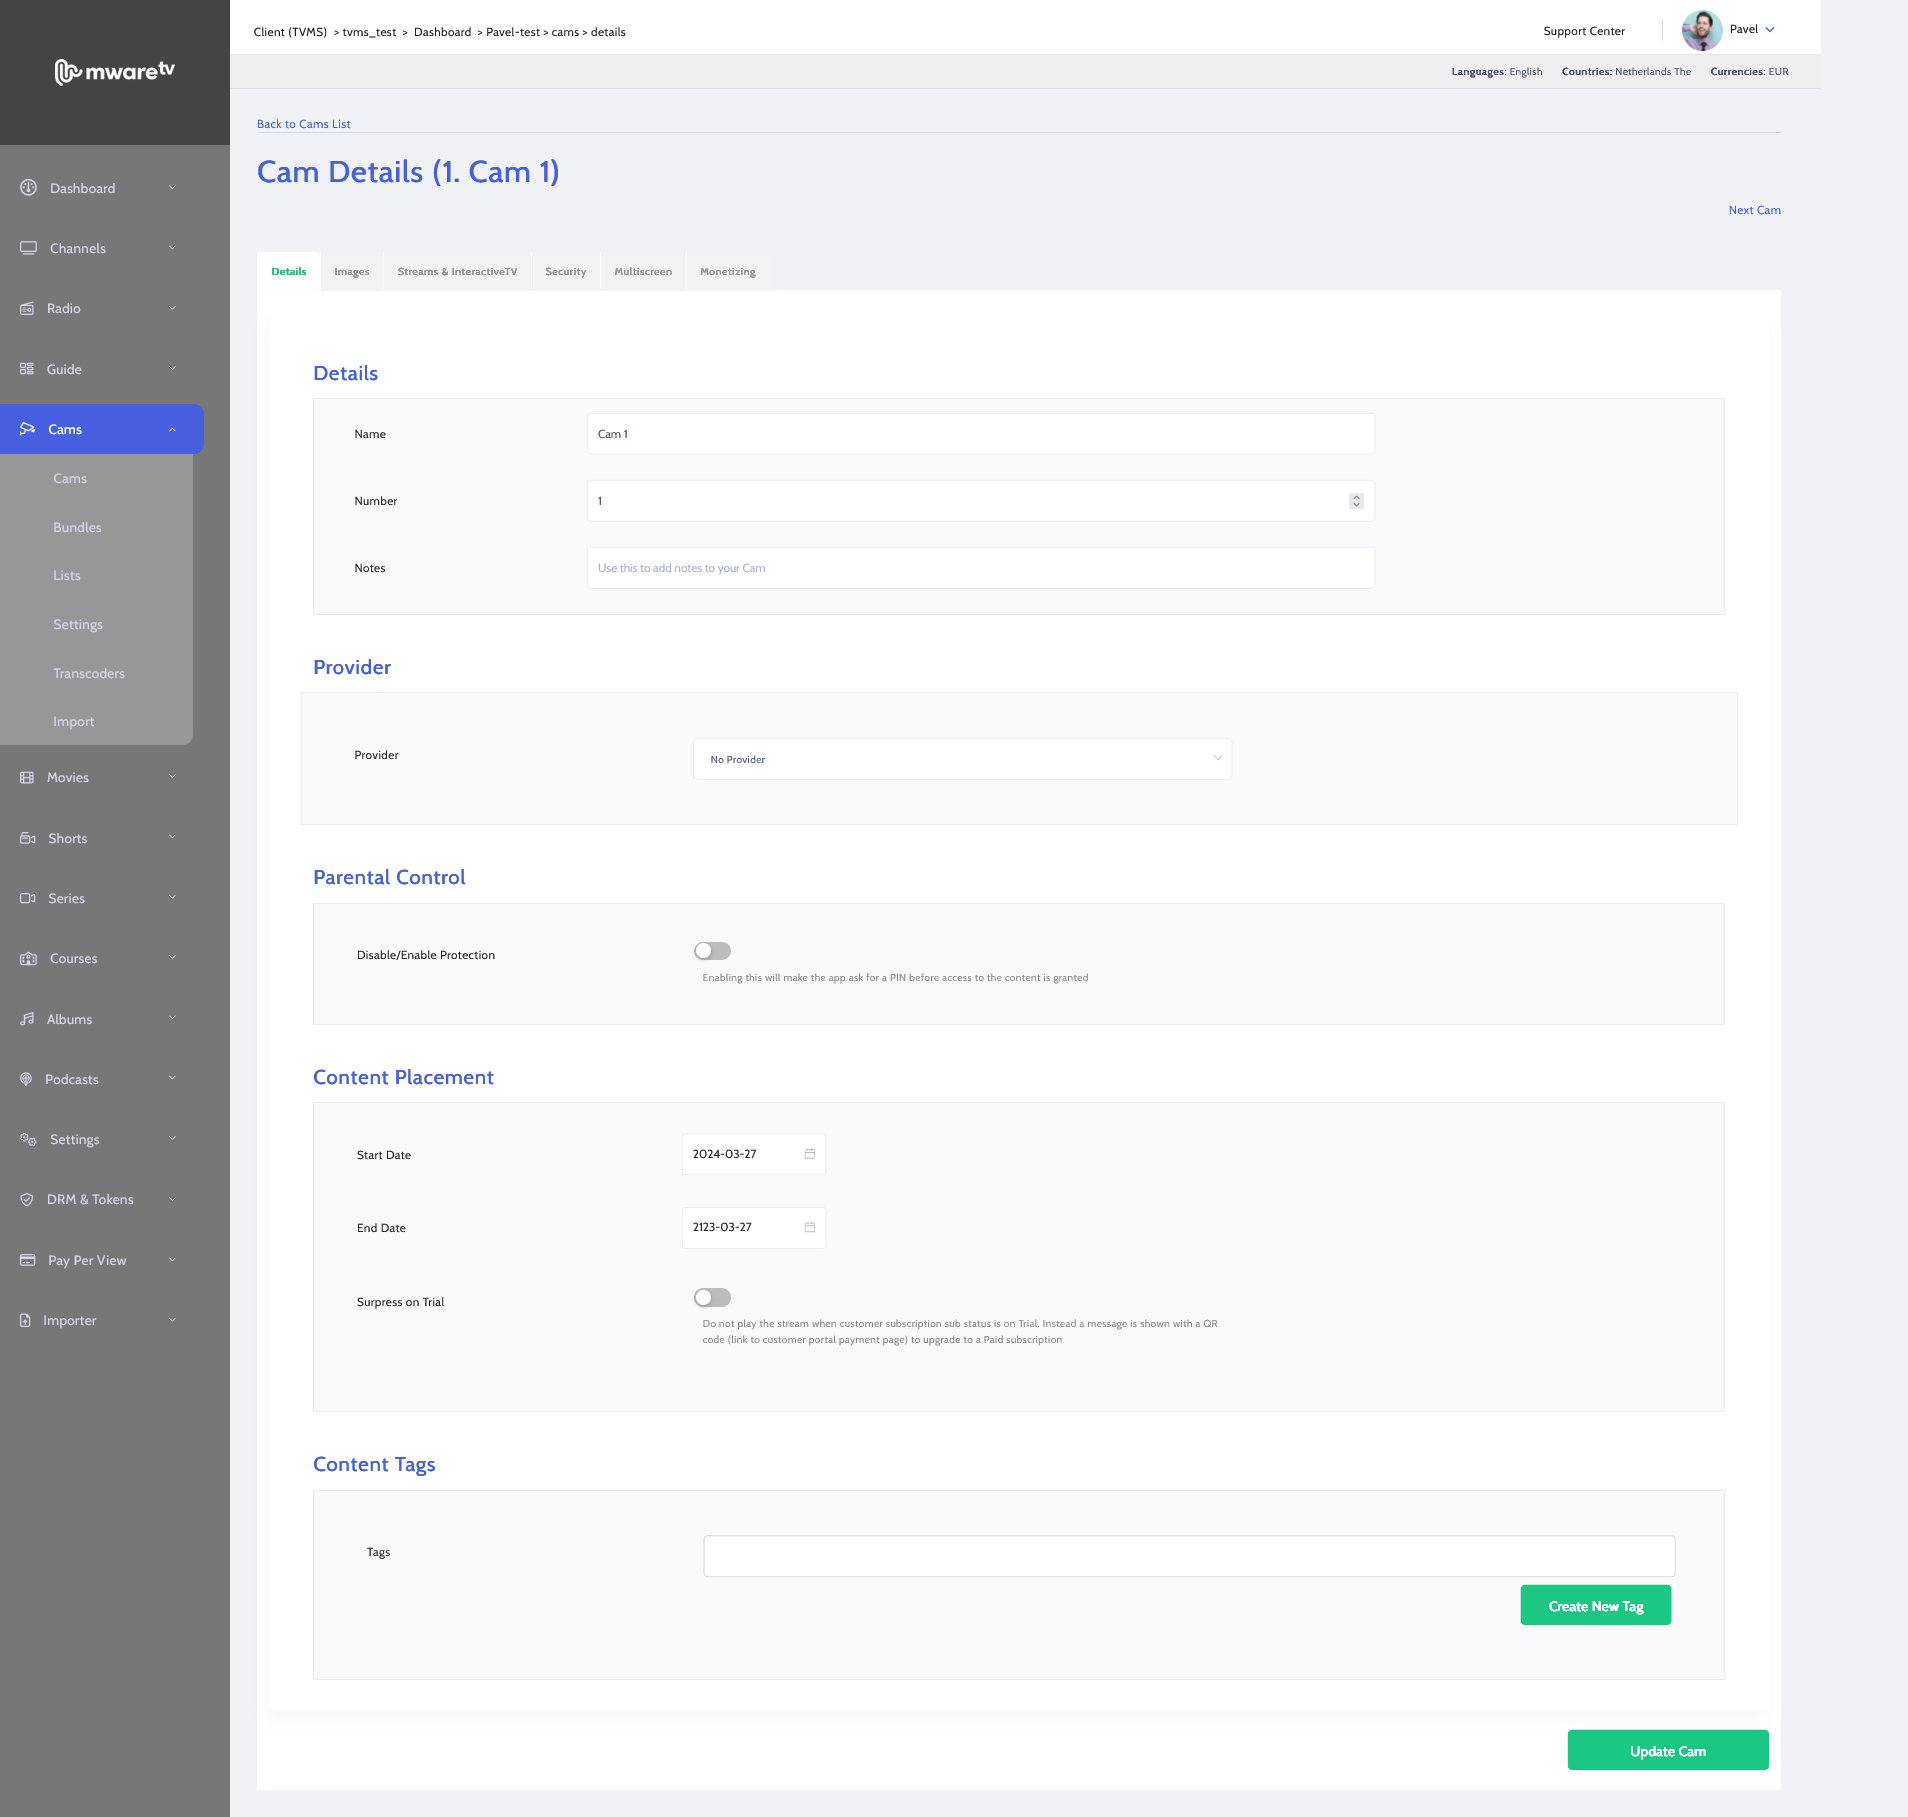 mwaretv
Client (TVMS) > tvms_test > Dashboard > Pavel-test > cams > details
Support Center
Pavel
Languages: English Countries: Netherlands The Currencies: EUR
Back to Cams List
Cam Details (1. Cam 1)
Next Cam
Dashboard
Channels
Radio
Guide
Cams
Cams
Bundles
Lists
Settings
Transcoders
Import
Movies
Shorts
Series
Courses
Albums
Podcasts
Settings
DRM & Tokens
Pay Per View
Importer
Details Images Streams & InteractiveTV Security Multiscreen Monetizing
Details
Name Cam 1
Number 1
Notes Use this to add notes to your Cam
Provider
Provider No Provider
Parental Control
Disable/Enable Protection
Enabling this will make the app ask for a PIN before access to the content is granted
Content Placement
Start Date 2024-03-27
End Date 2123-03-27
Surpress on Trial
Do not play the stream when customer subscription sub status is on Trial. Instead a message is shown with a QR
code (link to customer portal payment page) to upgrade to a Paid subscription
Content Tags
Tags
Create New Tag
Update Cam